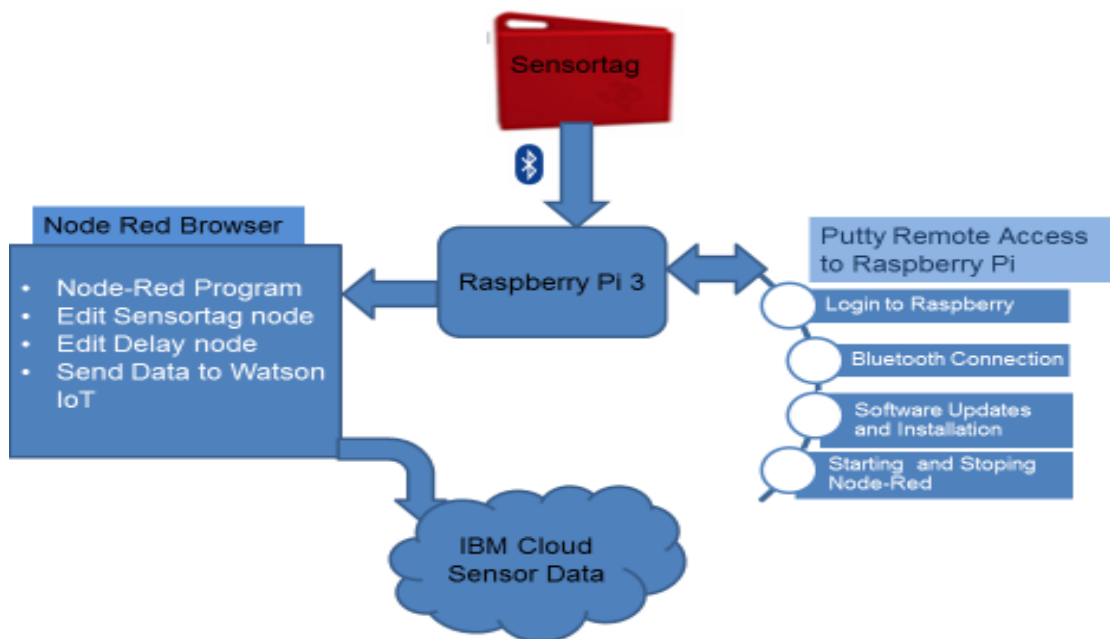 Sensortag
Node Red Browser
• Node-Red Program
• Edit Sensortag node
• Edit Delay node
• Send Data to Watson
IoT
Raspberry Pi 3
Putty Remote Access
to Raspberry Pi
Login to Raspberry
Bluetooth Connection
Software Updates
and Installation
Starting and Stoping
Node-Red
IBM Cloud
Sensor Data